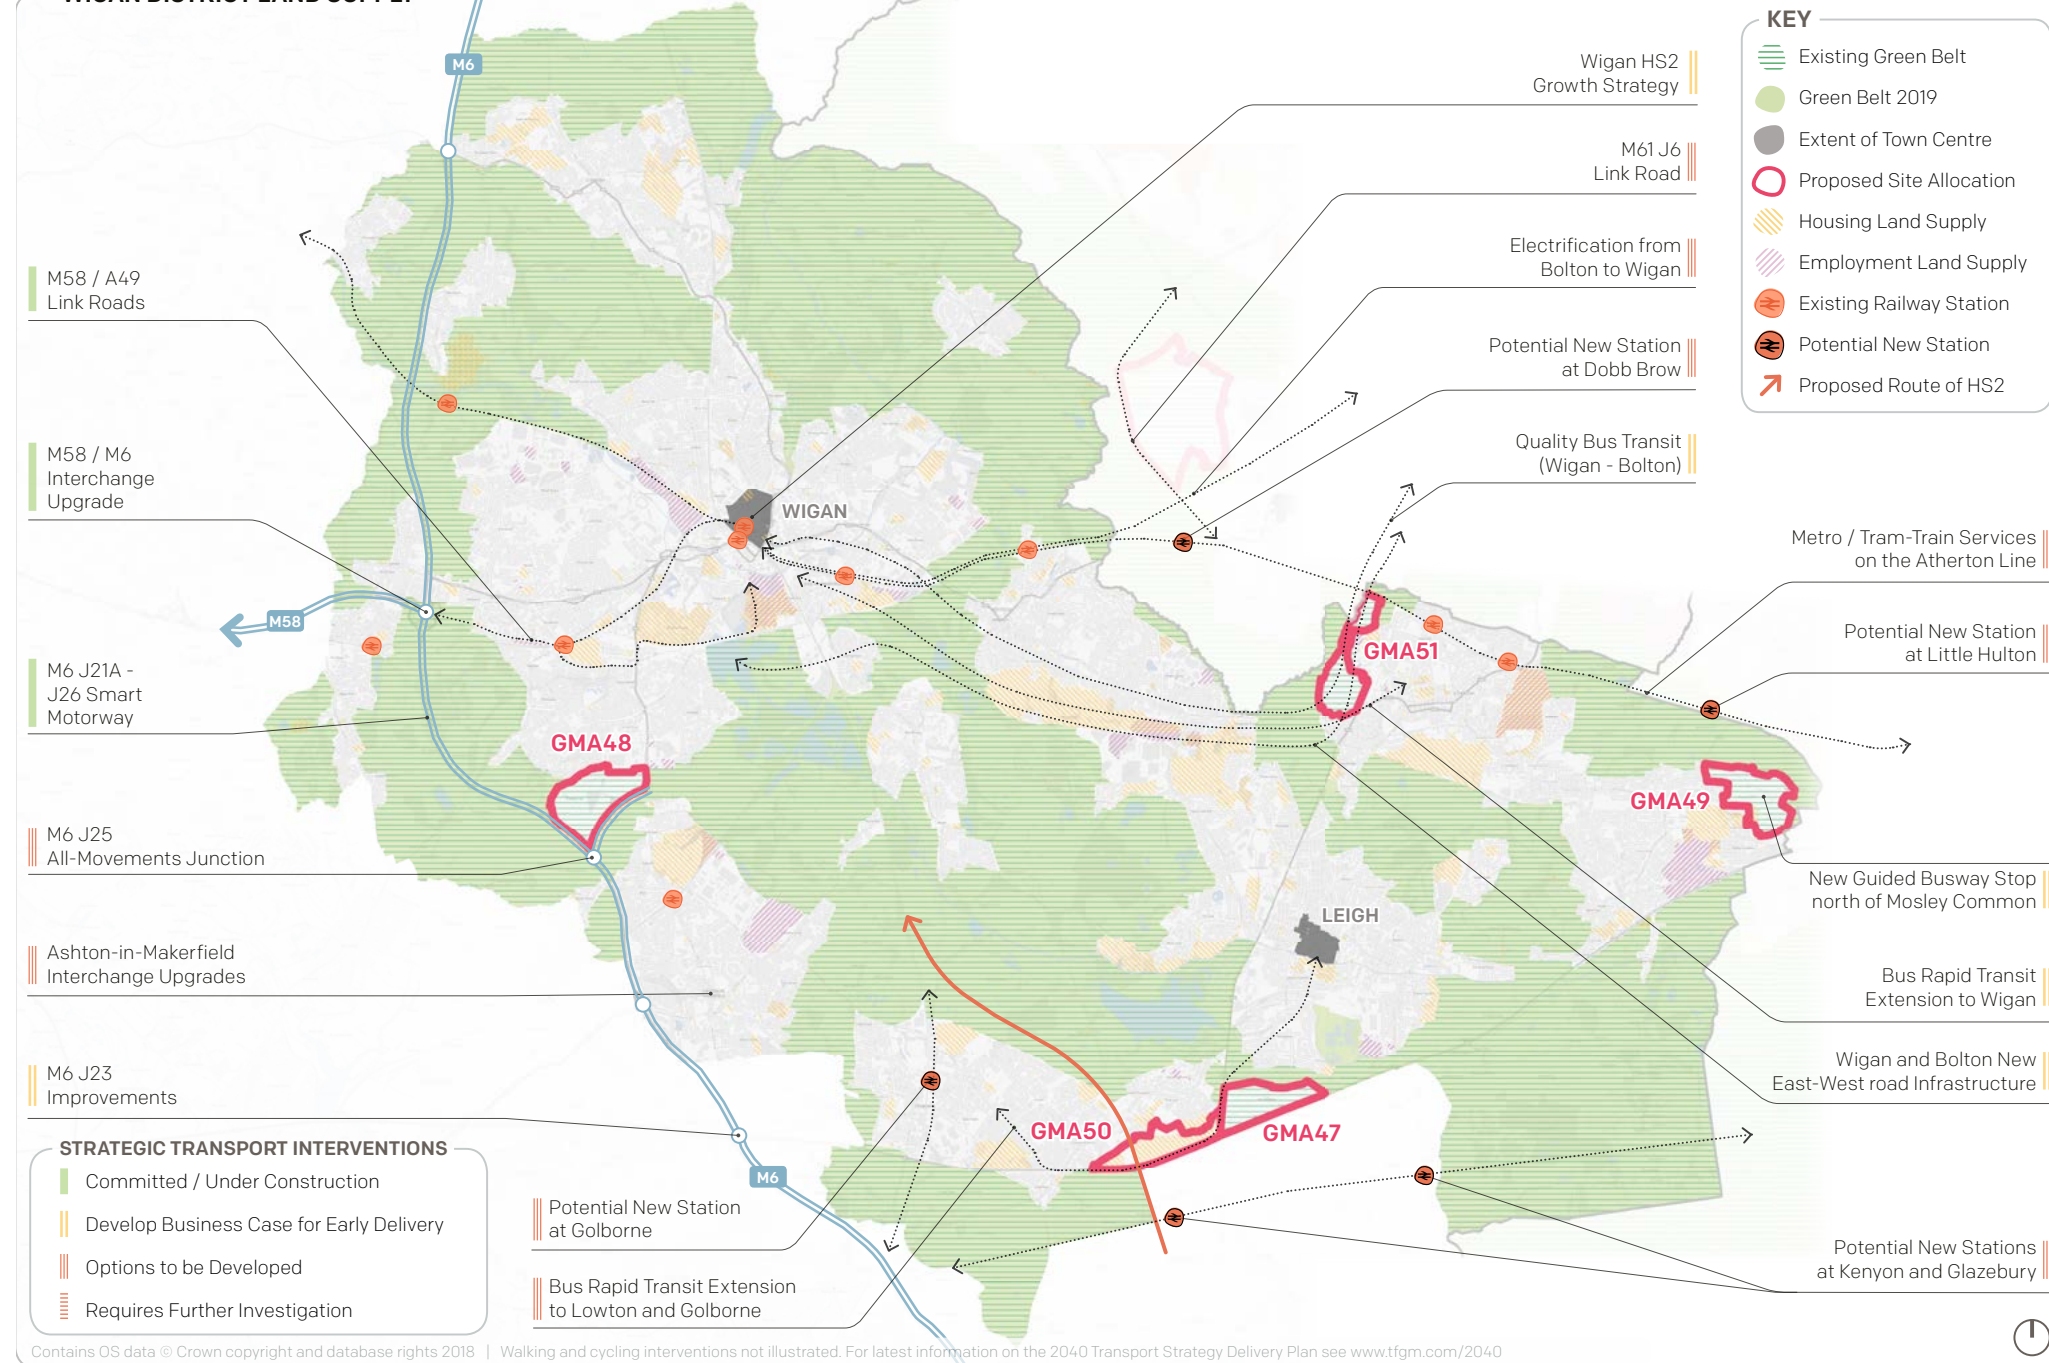 WIGAN DISTRICT LAND SUPPLY
M6
Wigan HS2
Growth Strategy
M61 J6
Link Road
Electrification from
Bolton to Wigan
Potential New Station
at Dobb Brow
Quality Bus Transit
(Wigan - Bolton)
KEY
Existing Green Belt
Green Belt 2019
Extent of Town Centre
Proposed Site Allocation
Housing Land Supply
Employment Land Supply
Existing Railway Station
Potential New Station
Proposed Route of HS2
M58 / A49
Link Roads
M58 / M6
Interchange
Upgrade
M58
M6 J21A -
J26 Smart
Motorway
M6 J25
All-Movements Junction
Ashton-in-Makerfield
Interchange Upgrades
M6 J23
Improvements
WIGAN
GMA51
GMA48
GMA49
LEIGH
GMA50
GMA47
M6
Metro / Tram-Train Services
on the Atherton Line
Potential New Station
at Little Hulton
New Guided Busway Stop
north of Mosley Common
Bus Rapid Transit
Extension to Wigan
Wigan and Bolton New
East-West road Infrastructure
Potential New Stations
at Kenyon and Glazebury
STRATEGIC TRANSPORT INTERVENTIONS
Committed / Under Construction
Develop Business Case for Early Delivery
Options to be Developed
Requires Further Investigation
Potential New Station
at Golborne
Bus Rapid Transit Extension
to Lowton and Golborne
Contains OS data © Crown copyright and database rights 2018 | Walking and cycling interventions not illustrated. For latest information on the 2040 Transport Strategy Delivery Plan see www.tfgm.com/2040